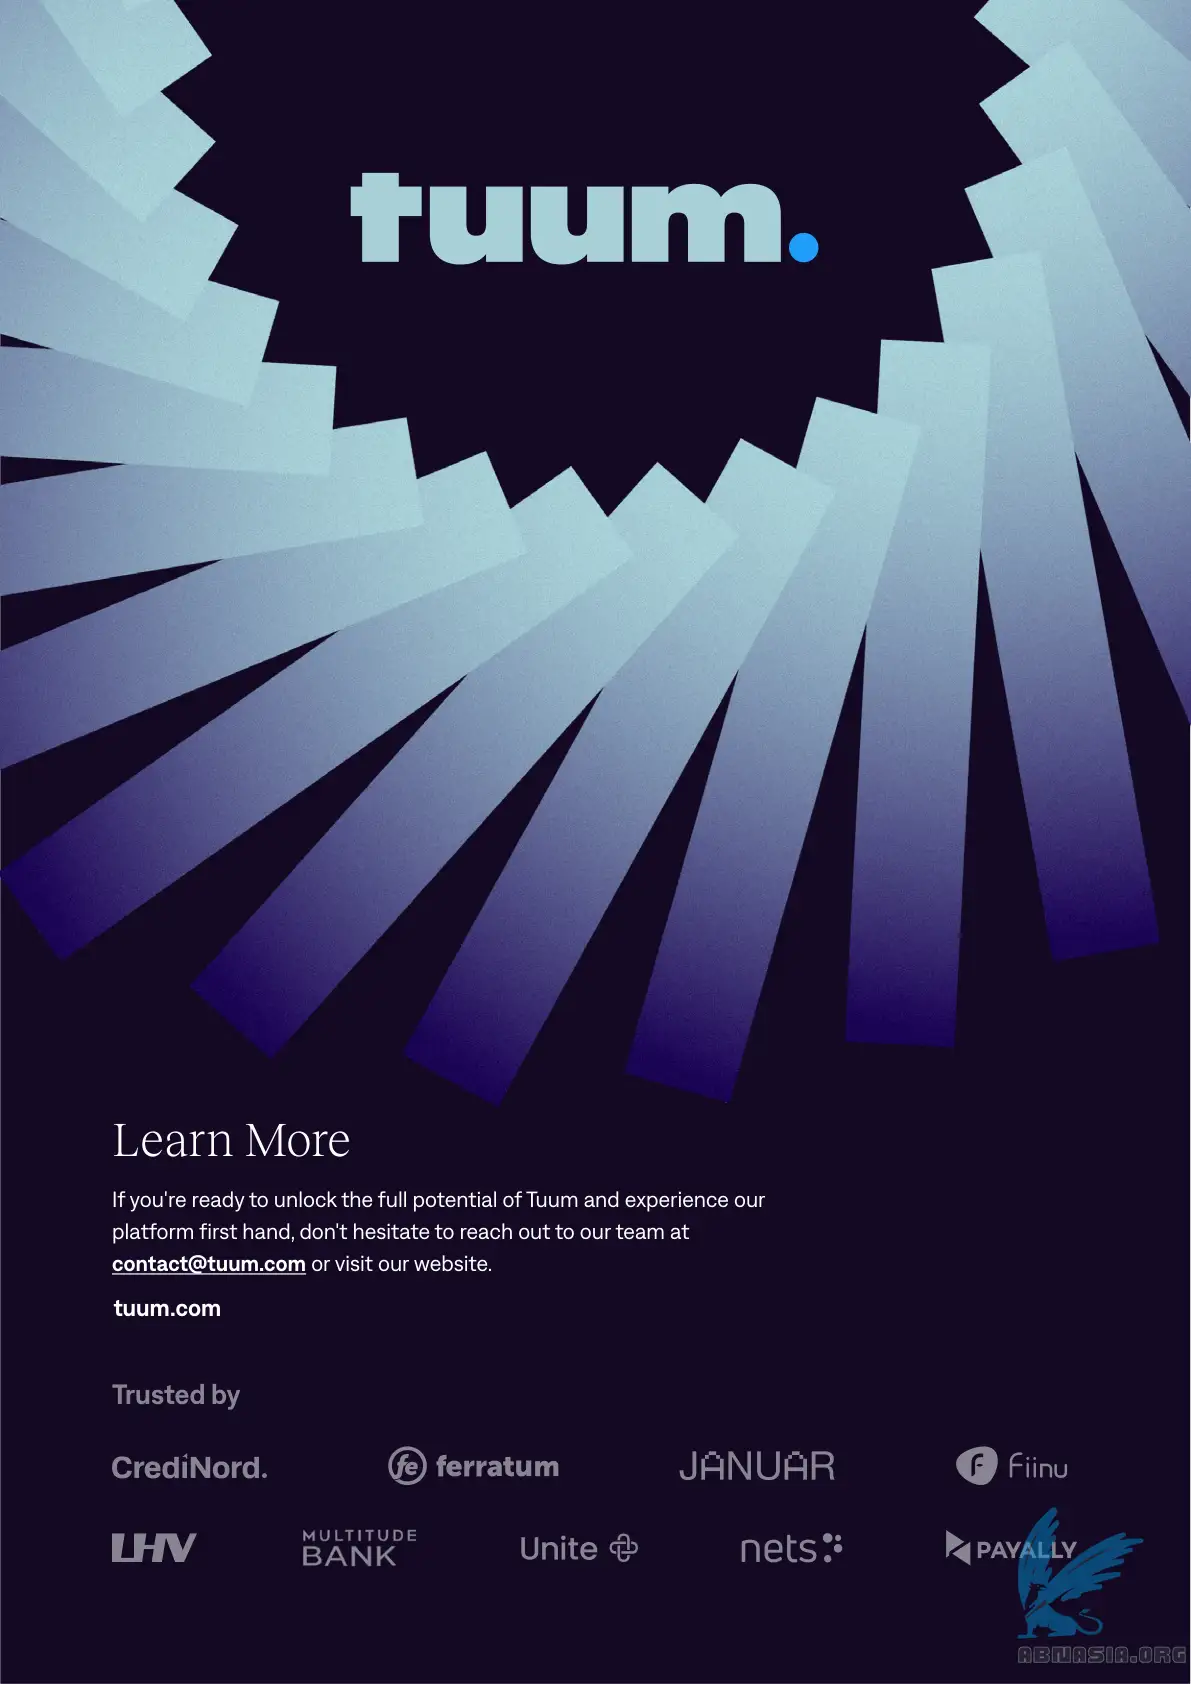 tuum.
Learn More
If you're ready to unlock the full potential of Tuum and experience our
platform first hand, don't hesitate to reach out to our team at
contact@tuum.com or visit our website.
tuum.com
Trusted by
CrediNord.
fe ferratum
JANUAR
F Fiinu
LHV
MULTITUDE
BANK
Unite
nets
PAYALLY
ABNASIA.ORG